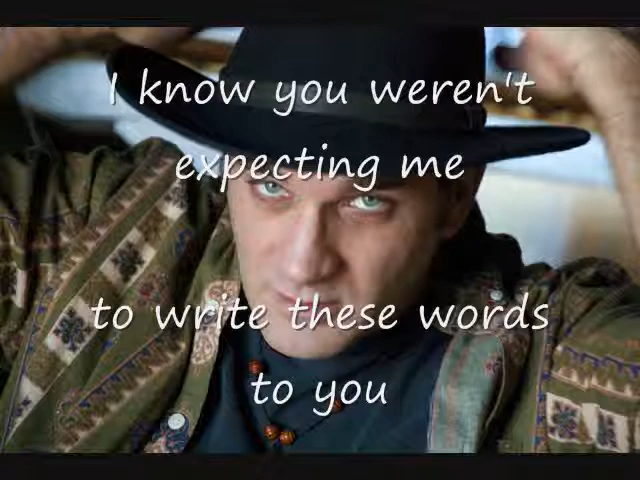 I know you weren't
expecting me
to write these words
to you